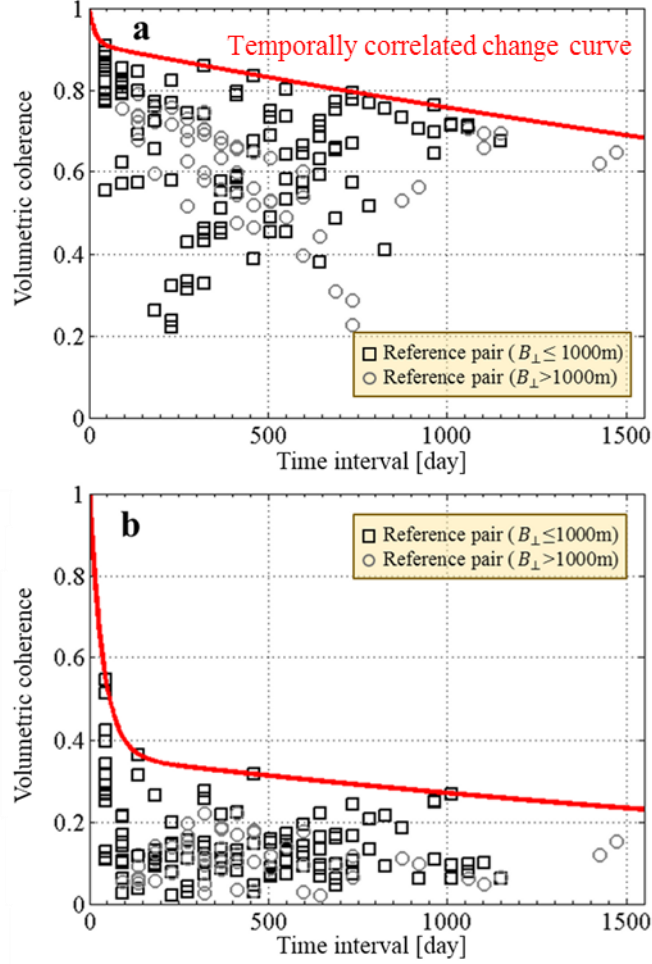 1
a
Temporally correlated change curve
0.8
0.6
0.4
0.2
0
Volumetric coherence
Reference pair (B⊥ ≤ 1000m)
Reference pair (B⊥>1000m)
0
500
1000
1500
Time interval [day]
1
b
0.8
0.6
0.4
0.2
0
Volumetric coherence
Reference pair (B⊥≤1000m)
Reference pair (B⊥>1000m)
0
500
1000
1500
Time interval [day]